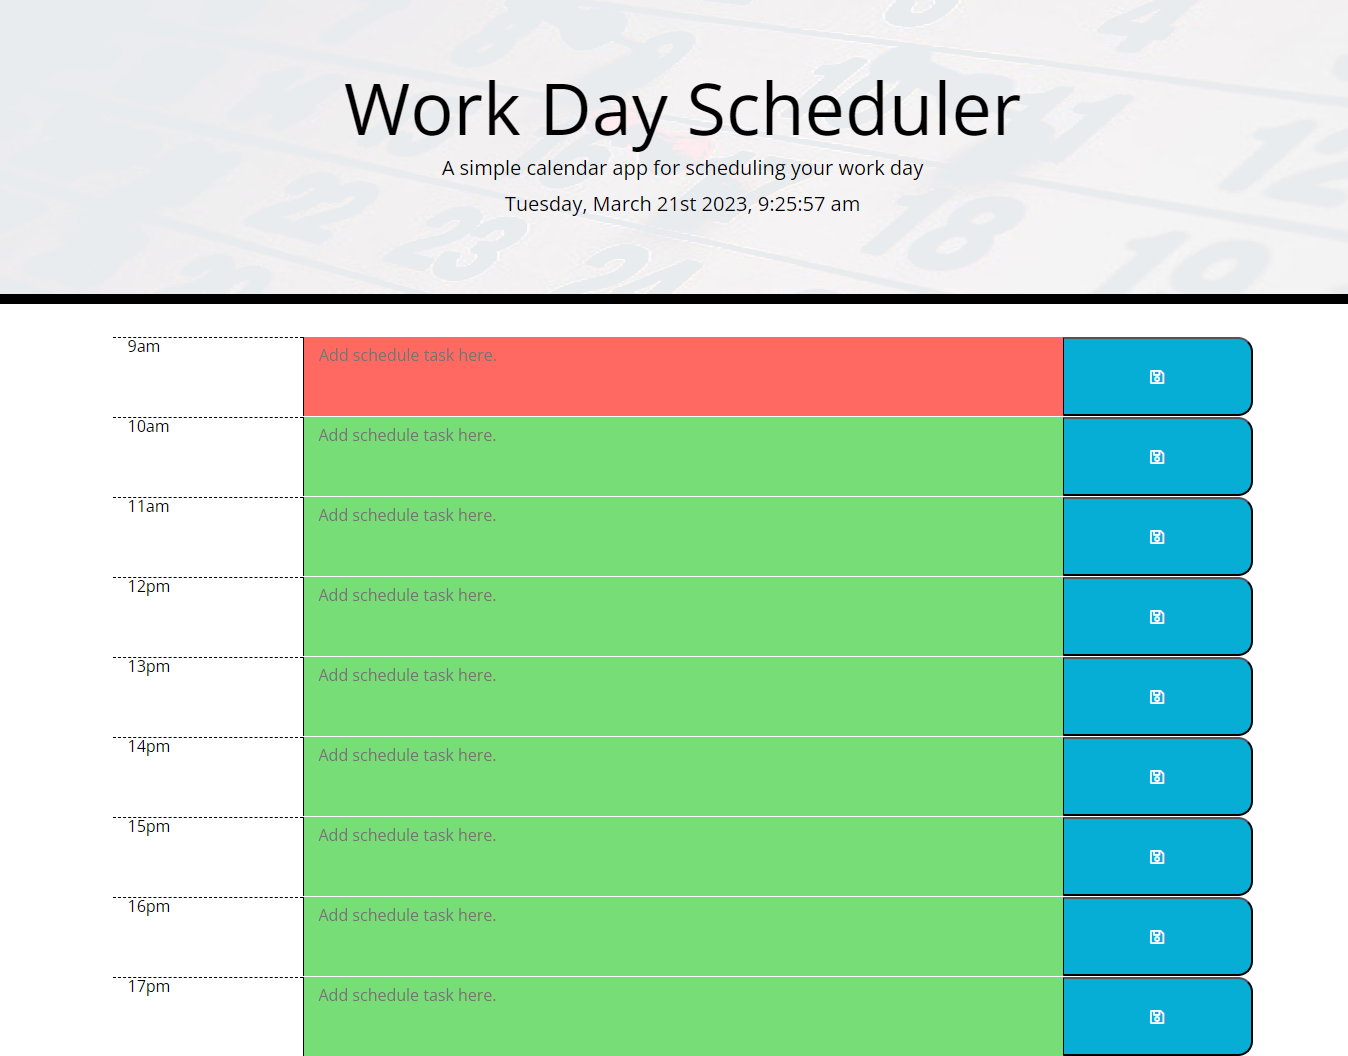 Work Day Scheduler
A simple calendar app for scheduling your work day
Tuesday, March 21st 2023, 9:25:57 am
9am
Add schedule task here.
10am
Add schedule task here.
11am
Add schedule task here.
12pm
Add schedule task here.
13pm
Add schedule task here.
14pm
Add schedule task here.
15pm
Add schedule task here.
16pm
Add schedule task here.
17pm
Add schedule task here.